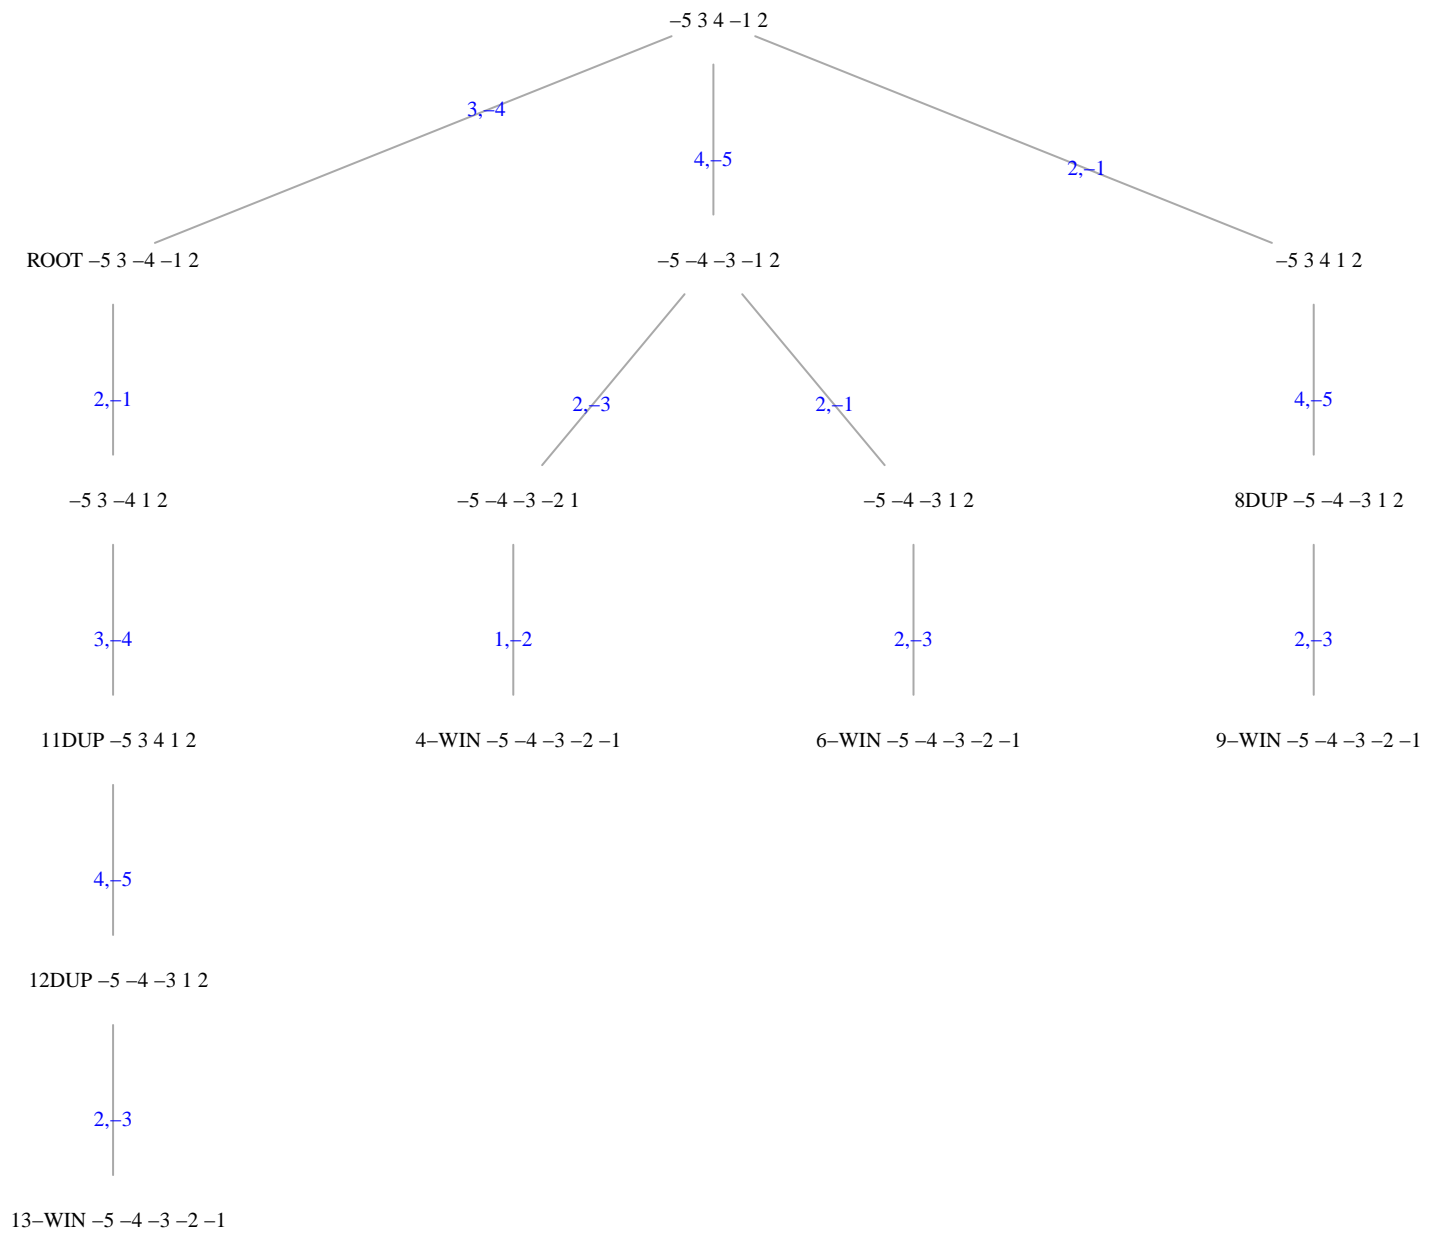 –5 3 4 –1 2
3,–4
4,–5
2,–1
ROOT –5 3 –4 –1 2
–5 –4 –3 –1 2
–5 3 4 1 2
2,–1
2,–3
2,–1
4,–5
–5 3 –4 1 2
–5 –4 –3 –2 1
–5 –4 –3 1 2
8DUP –5 –4 –3 1 2
3,–4
1,–2
2,–3
2,–3
11DUP –5 3 4 1 2
4–WIN –5 –4 –3 –2 –1
6–WIN –5 –4 –3 –2 –1
9–WIN –5 –4 –3 –2 –1
4,–5
12DUP –5 –4 –3 1 2
2,–3
13–WIN –5 –4 –3 –2 –1